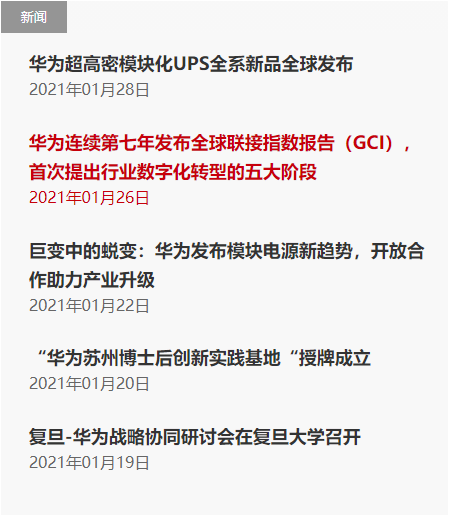 新闻
华为超高密模块化UPS全系新品全球发布
2021年01月28日
华为连续第七年发布全球联接指数报告（GCI），
首次提出行业数字化转型的五大阶段
2021年01月26日
巨变中的蜕变：华为发布模块电源新趋势，开放合
作助力产业升级
2021年01月22日
“华为苏州博士后创新实践基地“授牌成立
2021年01月20日
复旦-华为战略协同研讨会在复旦大学召开
2021年01月19日